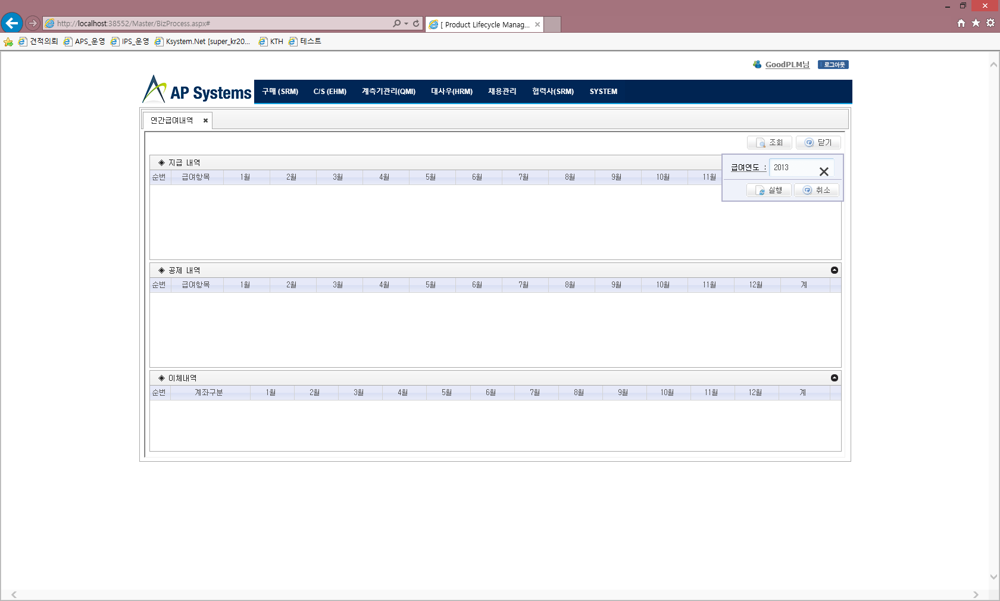 http://localhost:38552/Master/BizProcess.aspx#
[ Product Lifecycle Manag...
견적의뢰 APS_운영 IPS_운영 Ksystem.Net [super_kr20... KTH 테스트
GoodPLM님 로그아웃
AP Systems 구매 (SRM) C/S (EHM) 계측기관리(QMI) 대사우(HRM) 채용관리 협력사(SRM) SYSTEM
연간급여내역
조회 닫기
◈ 지급 내역
급여연도 : 2013
순번 급여항목 1월 2월 3월 4월 5월 6월 7월 8월 9월 10월 11월
실행 취소
◈ 공제 내역
순번 급여항목 1월 2월 3월 4월 5월 6월 7월 8월 9월 10월 11월 12월 계
◈ 이체내역
순번 계좌구분 1월 2월 3월 4월 5월 6월 7월 8월 9월 10월 11월 12월 계